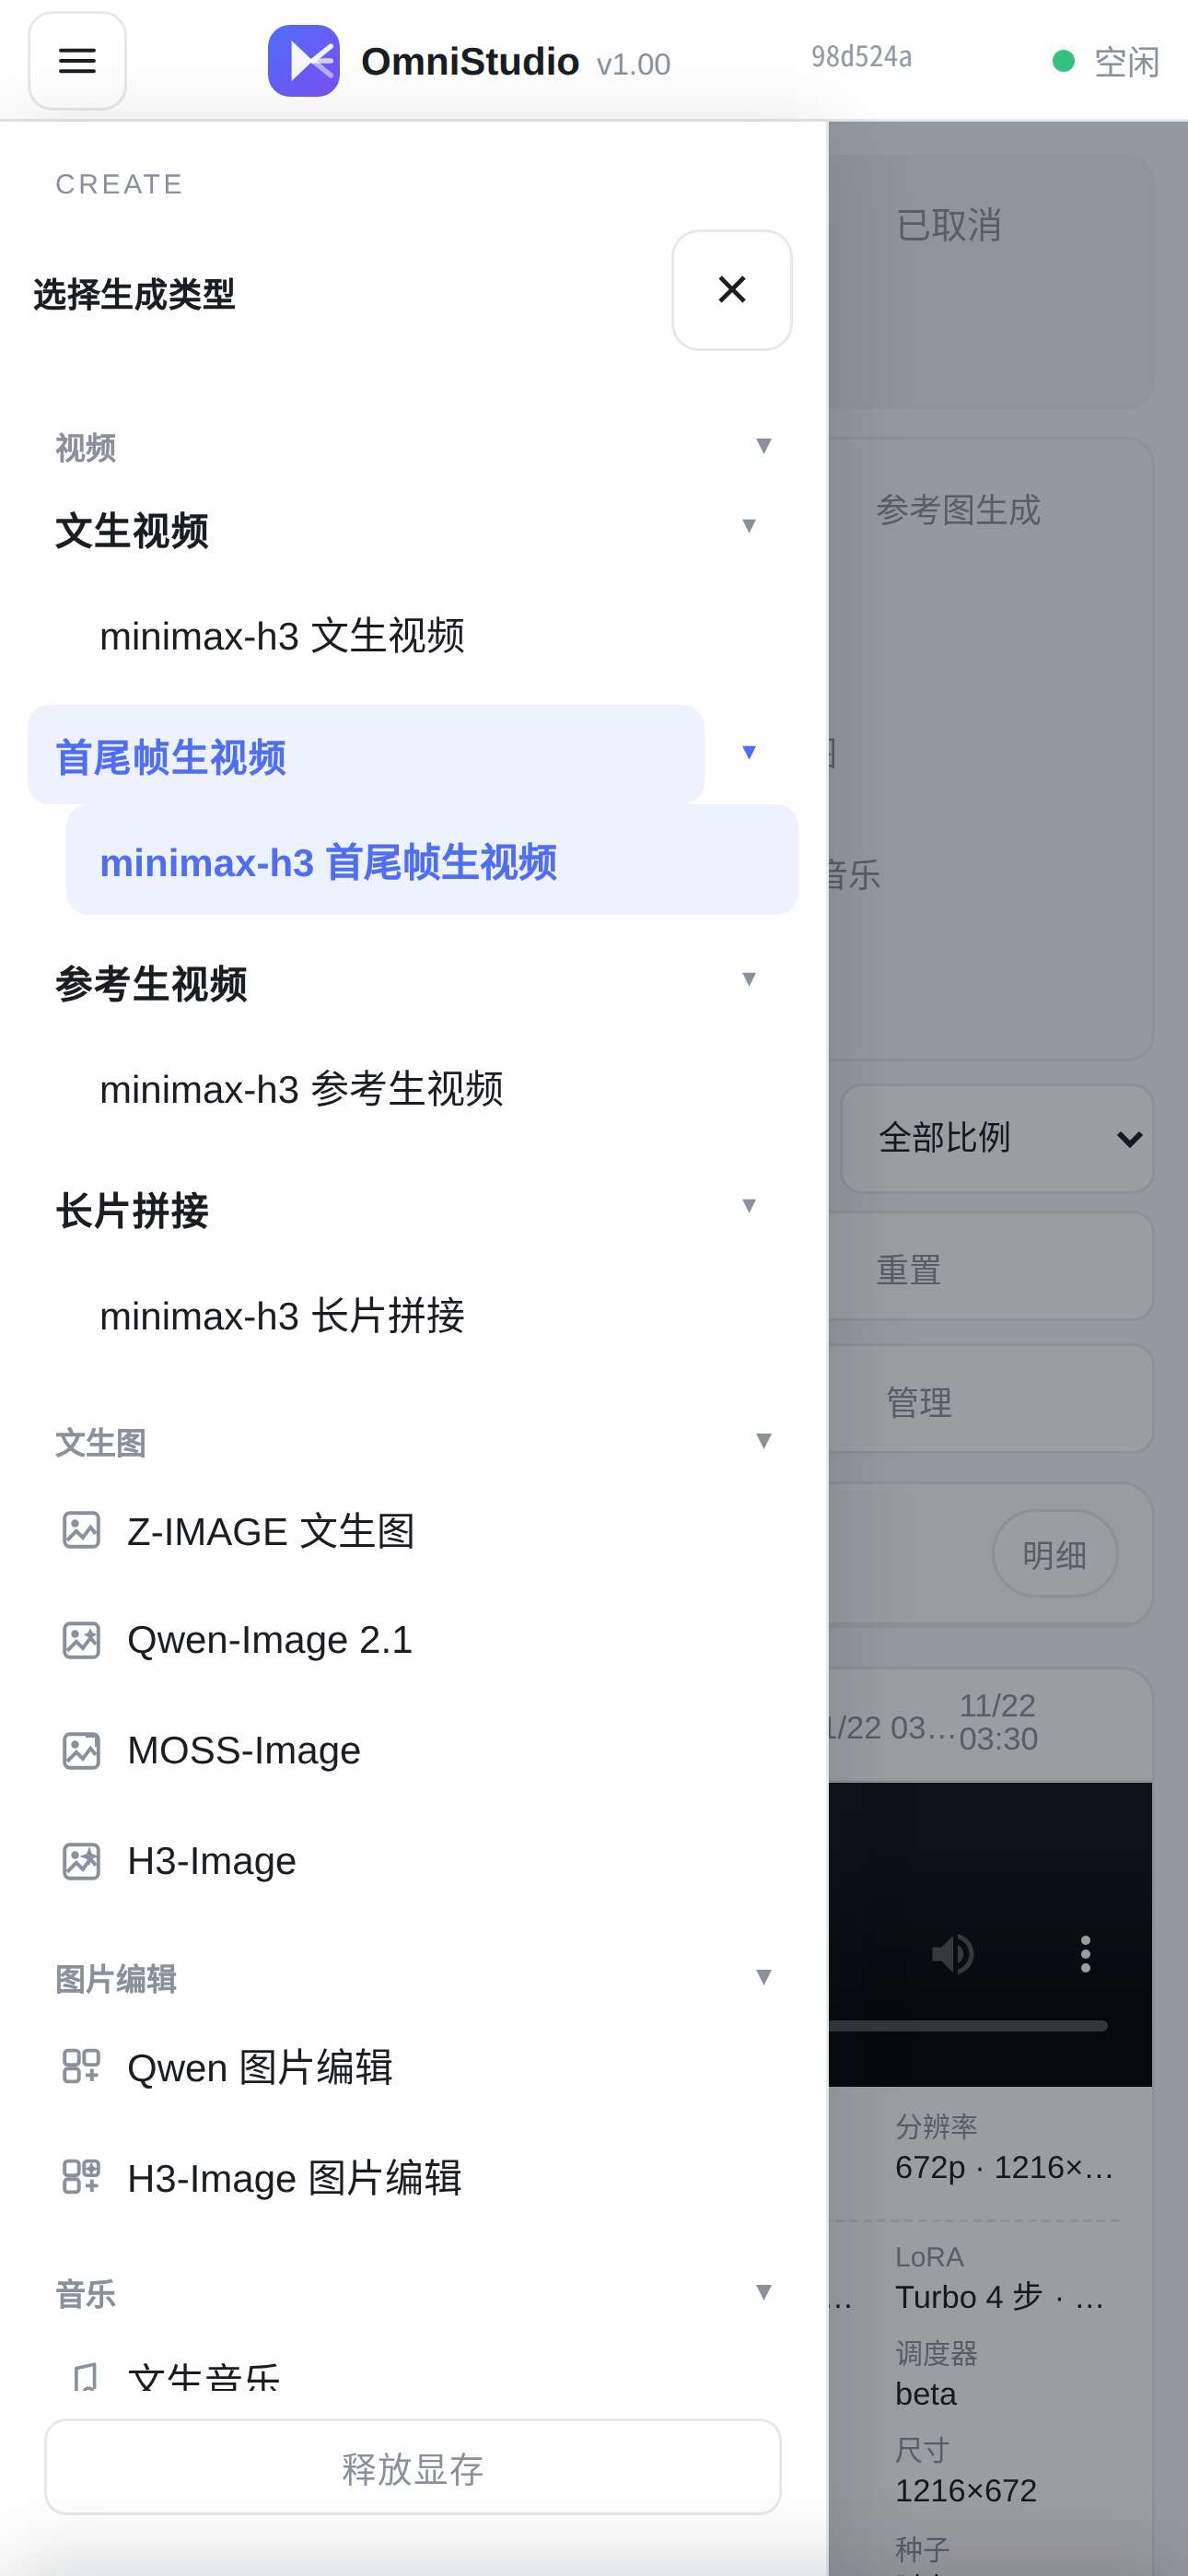 OmniStudio v1.00
98d524a
空闲
CREATE
选择生成类型
视频
文生视频
minimax-h3 文生视频
首尾帧生视频
minimax-h3 首尾帧生视频
参考生视频
minimax-h3 参考生视频
长片拼接
minimax-h3 长片拼接
文生图
Z-IMAGE 文生图
Qwen-Image 2.1
MOSS-Image
H3-Image
图片编辑
Qwen 图片编辑
H3-Image 图片编辑
音乐
文生音乐
释放显存
已取消
参考图生成
音乐
全部比例
重置
管理
明细
1/22 03…
11/22
03:30
分辨率
672p · 1216×…
LoRA
… Turbo 4 步 · …
调度器
beta
尺寸
1216×672
种子